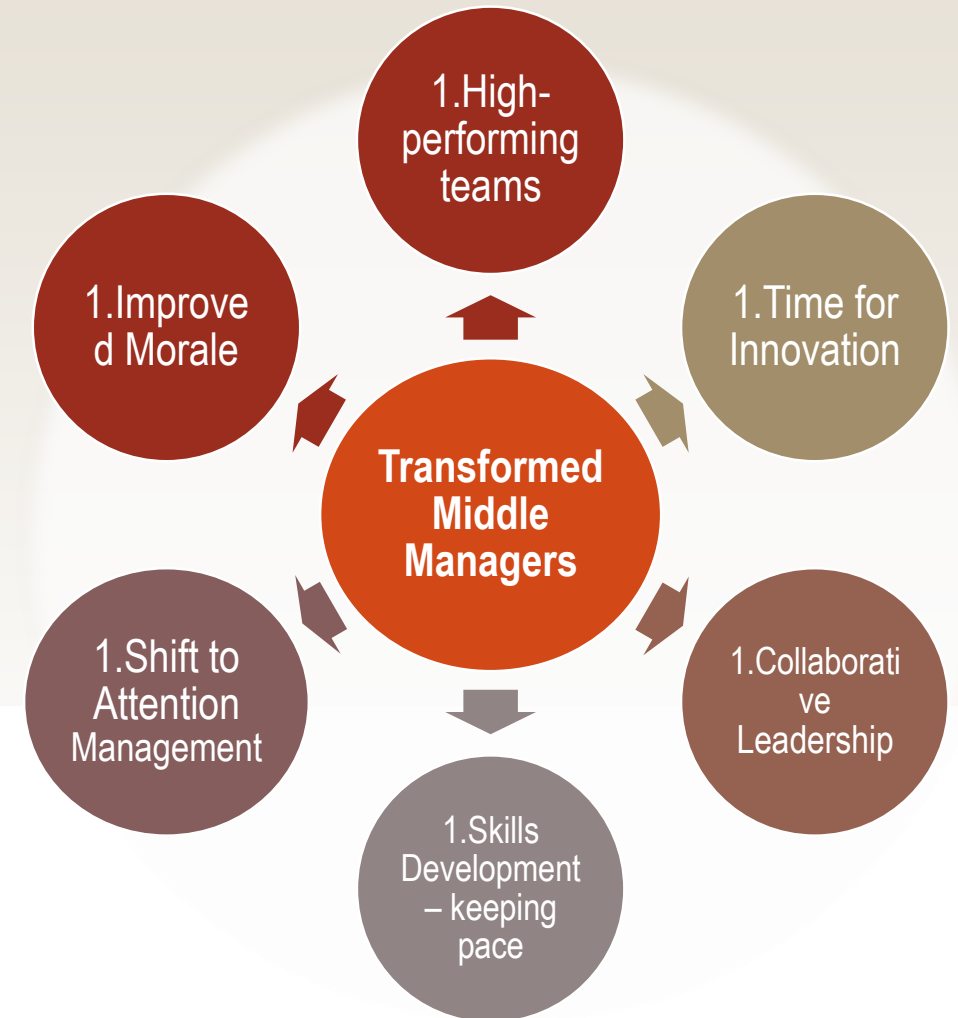 1.High-
performing
teams
1.Time for
Innovation
1.Collaborati
ve
Leadership
1.Skills
Development
– keeping
pace
1.Shift to
Attention
Management
1.Improve
d Morale
Transformed
Middle
Managers